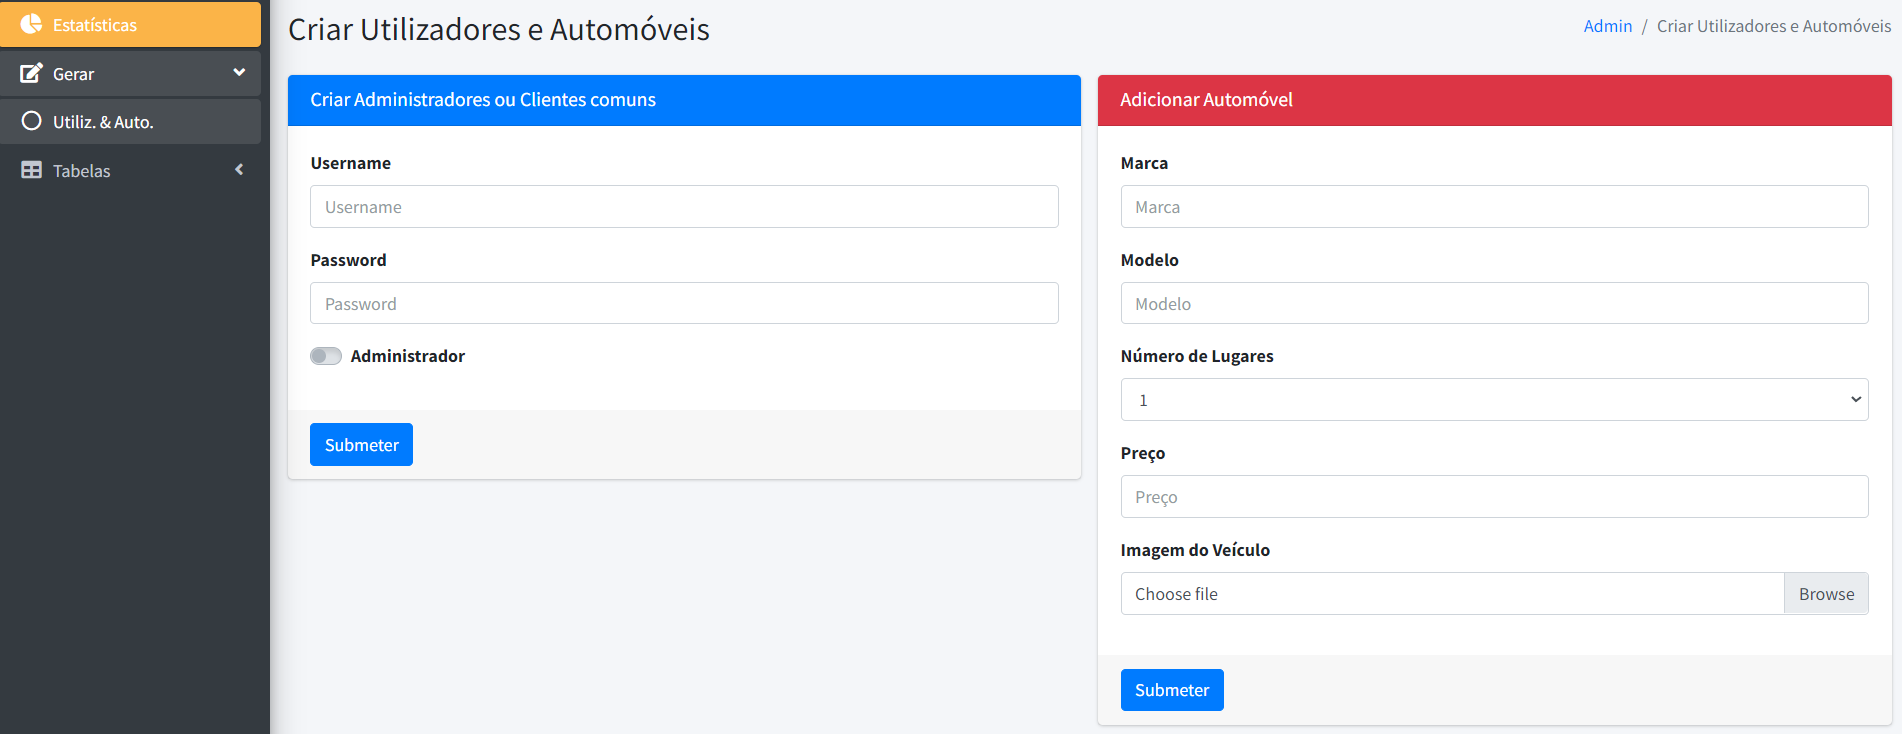 Estatísticas
Gerar
Utiliz. & Auto.
Tabelas
Criar Utilizadores e Automóveis
Admin / Criar Utilizadores e Automóveis
Criar Administradores ou Clientes comuns
Username
Username
Password
Password
Administrador
Submeter
Adicionar Automóvel
Marca
Marca
Modelo
Modelo
Número de Lugares
1
Preço
Preço
Imagem do Veículo
Choose file Browse
Submeter